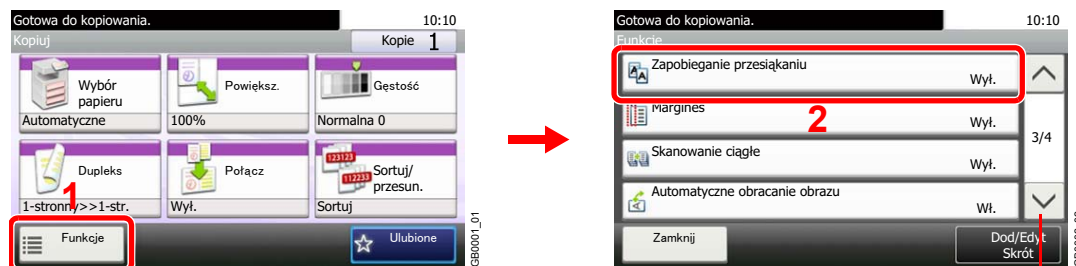 Gotowa do kopiowania.
10:10
Kopiuj
Kopie 1
Wybór
papieru
Automatyczne
Powiększ.
100%
Gęstość
Normalna 0
Dupleks
1-stronny>>1-str.
Połącz
Wył.
123123
112233
Sortuj/
przesun.
Sortuj
1
Funkcje
Ulubione
GB0001_01
Gotowa do kopiowania.
10:10
Funkcje
Zapobieganie przesiąkaniu
Wył.
Margines
Wył.
2
Skanowanie ciągłe
Wył.
Automatyczne obracanie obrazu
Wł.
3/4
Zamknij
Dod/Edyt
Skrót